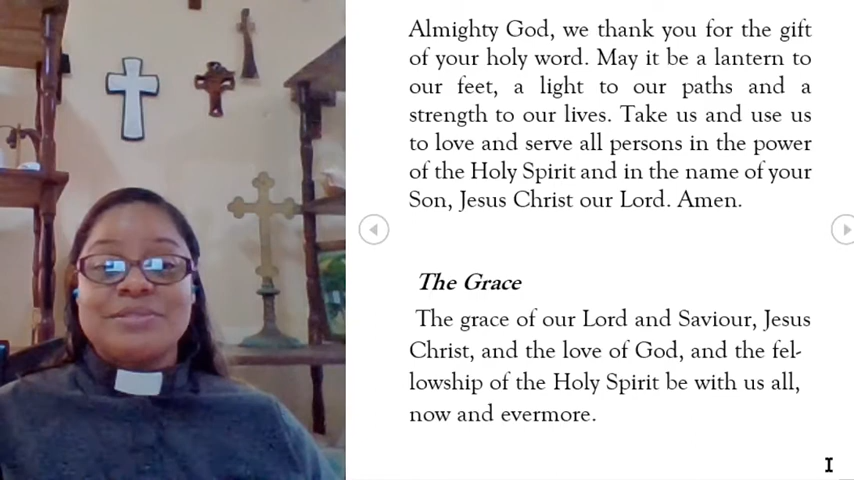 Almighty God, we thank you for the gift
of your holy word. May it be a lantern to
our feet, a light to our paths and a
strength to our lives. Take us and use us
to love and serve all persons in the power
of the Holy Spirit and in the name of your
Son, Jesus Christ our Lord. Amen.
The Grace
The grace of our Lord and Saviour, Jesus
Christ, and the love of God, and the fel-
lowship of the Holy Spirit be with us all,
now and evermore.